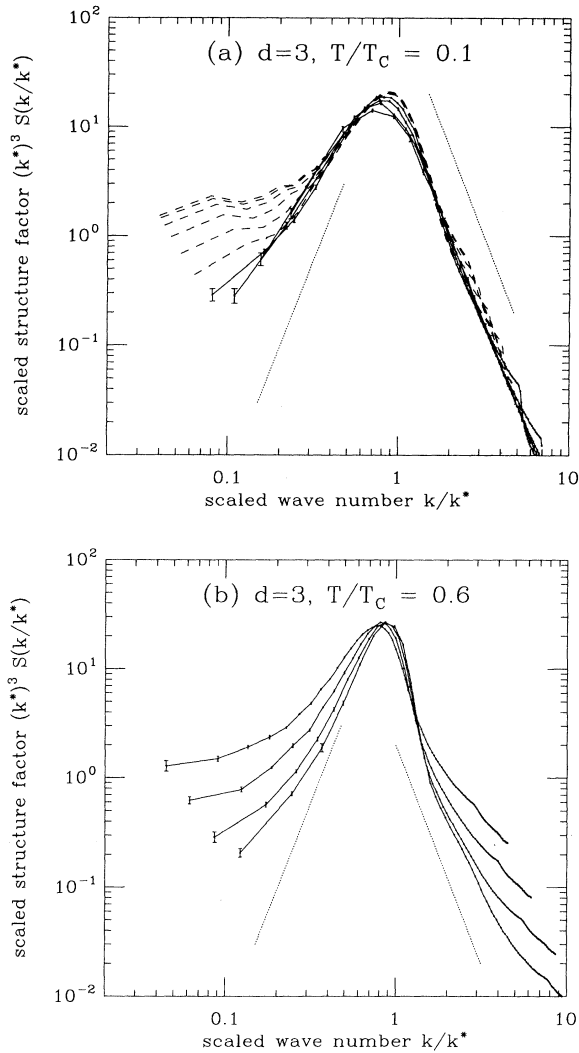 (a) d=3, T/T_C = 0.1
10^2
10^1
10^0
10^-1
10^-2
scaled structure factor (k*)^3 S(k/k*)
0.1
1
10
scaled wave number k/k*
(b) d=3, T/T_C = 0.6
10^2
10^1
10^0
10^-1
10^-2
scaled structure factor (k*)^3 S(k/k*)
0.1
1
10
scaled wave number k/k*